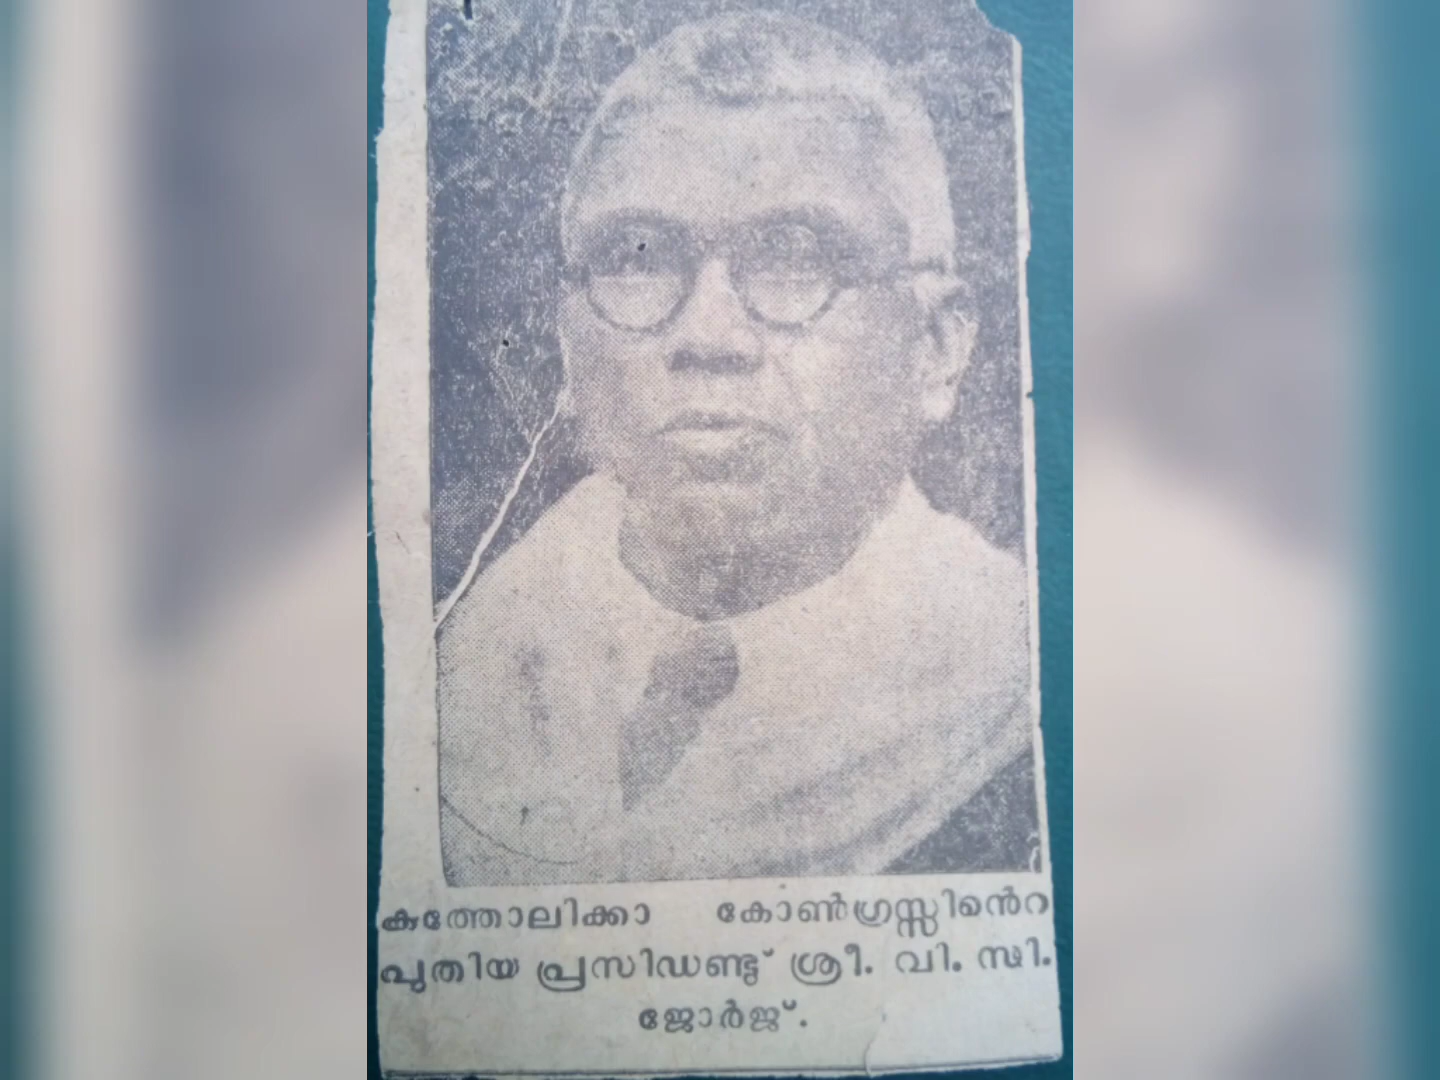 കത്തോലിക്കാ കോൺഗ്രസ്സിൻെറ
പുതിയ പ്രസിഡണ്ടു് ശ്രീ. വി. സി.
ജോർജു്.